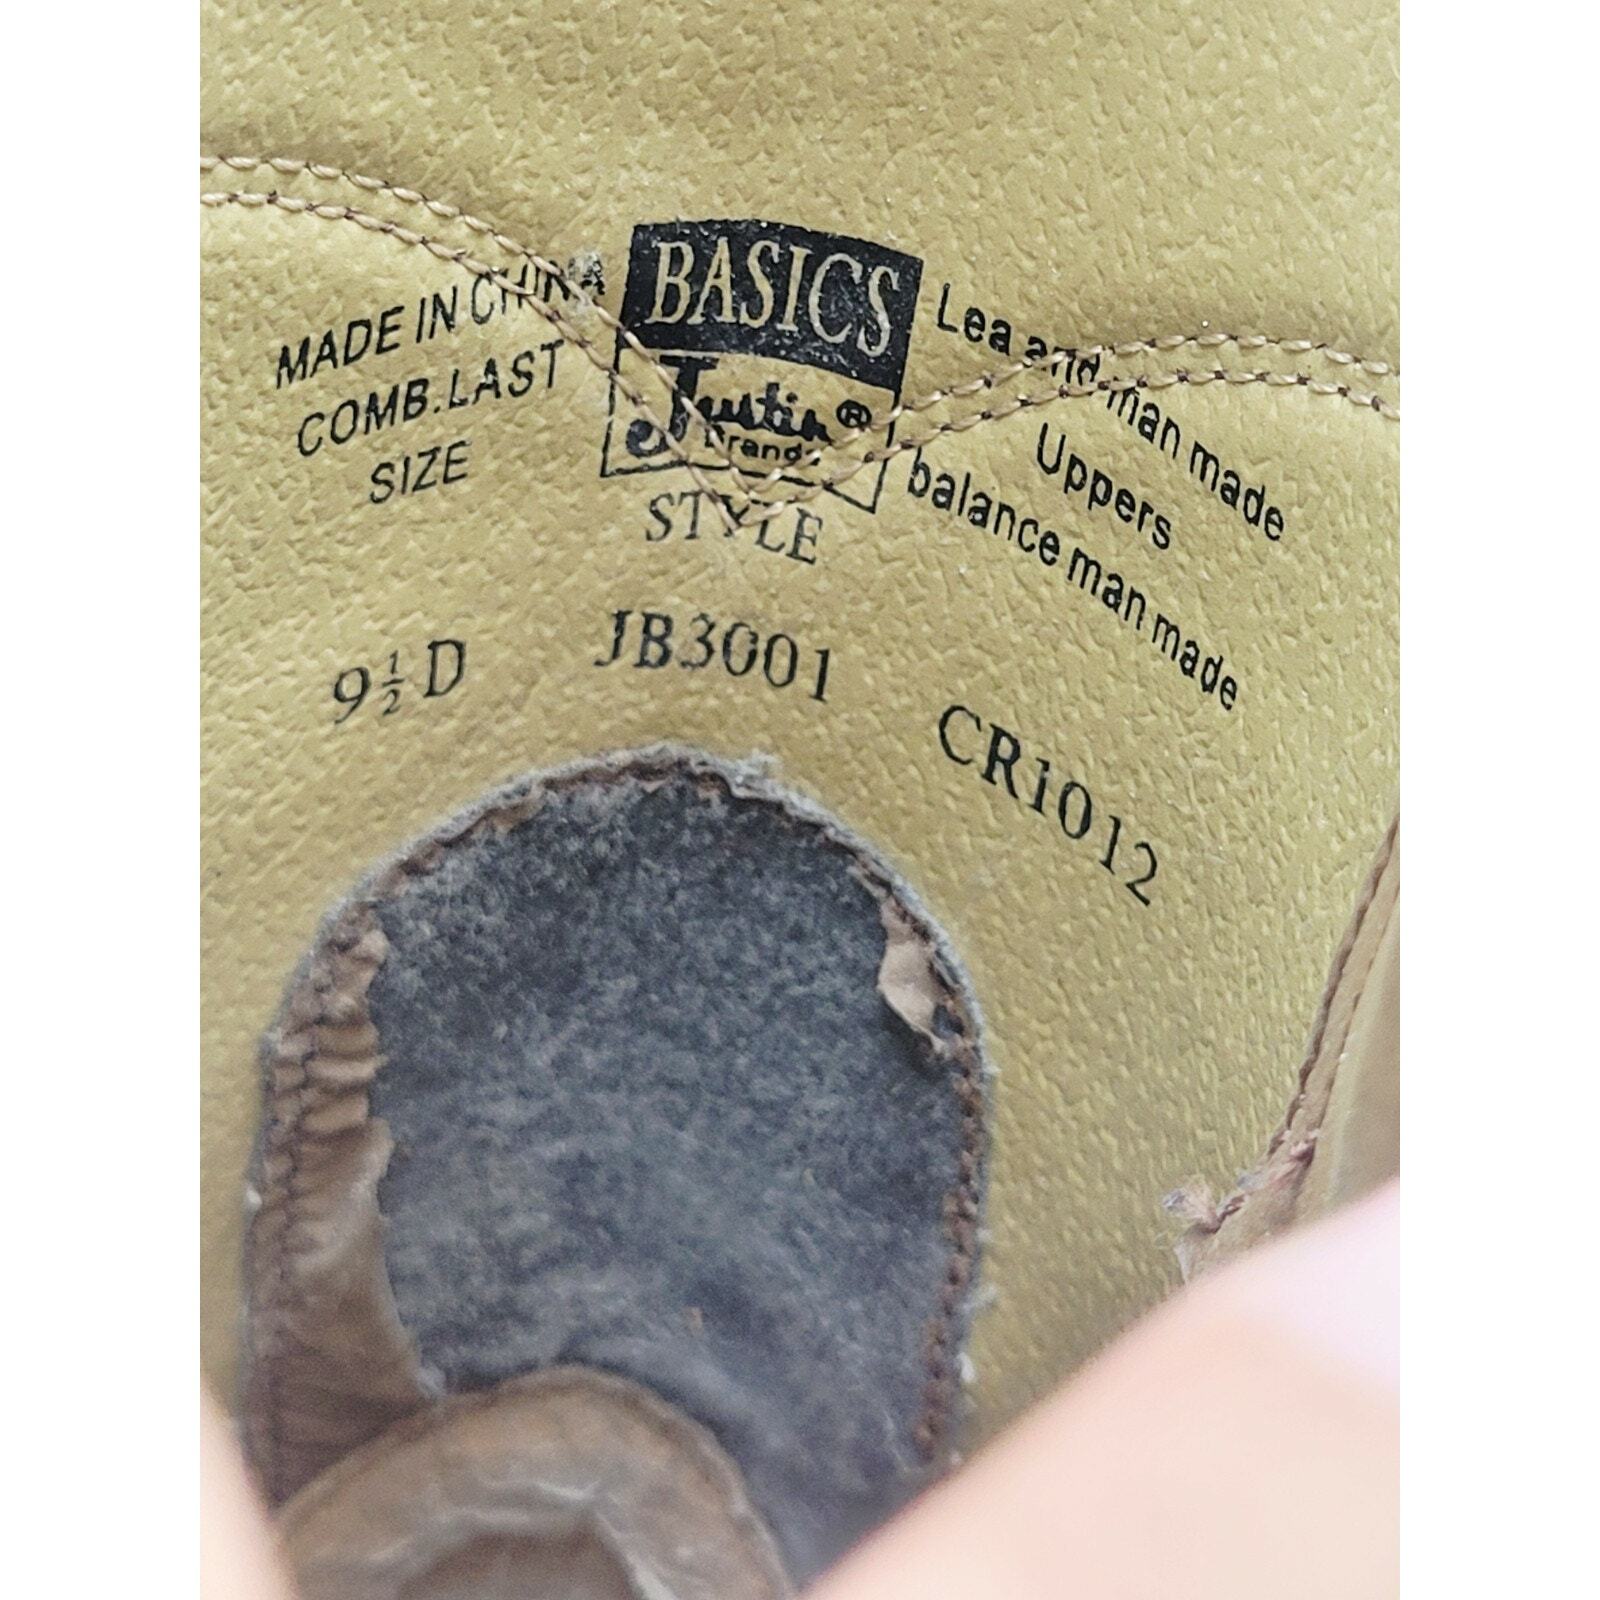 MADE IN CHINA
COMB.LAST
SIZE
9½ D
BASICS
Justin®
Brands
STYLE
JB3001
Lea and man made
Uppers
balance man made
CR1012